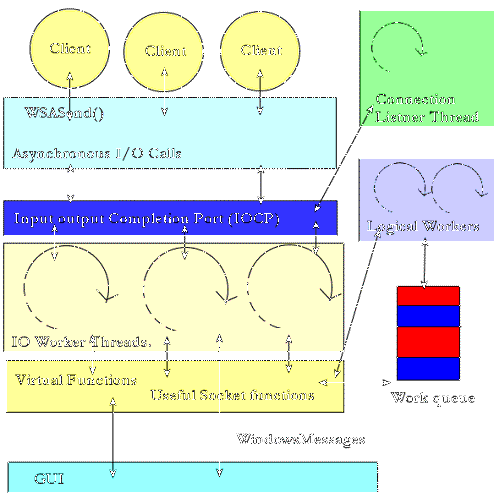 Client
Client
Client
WSASend()
Asynchronous I/O Calls
Connection
Listner Thread
Input output Completion Port (IOCP)
Logical Workers
IO Worker Threads.
Virtual Functions
Useful Socket functions
Work queue
WindowsMessages
GUI